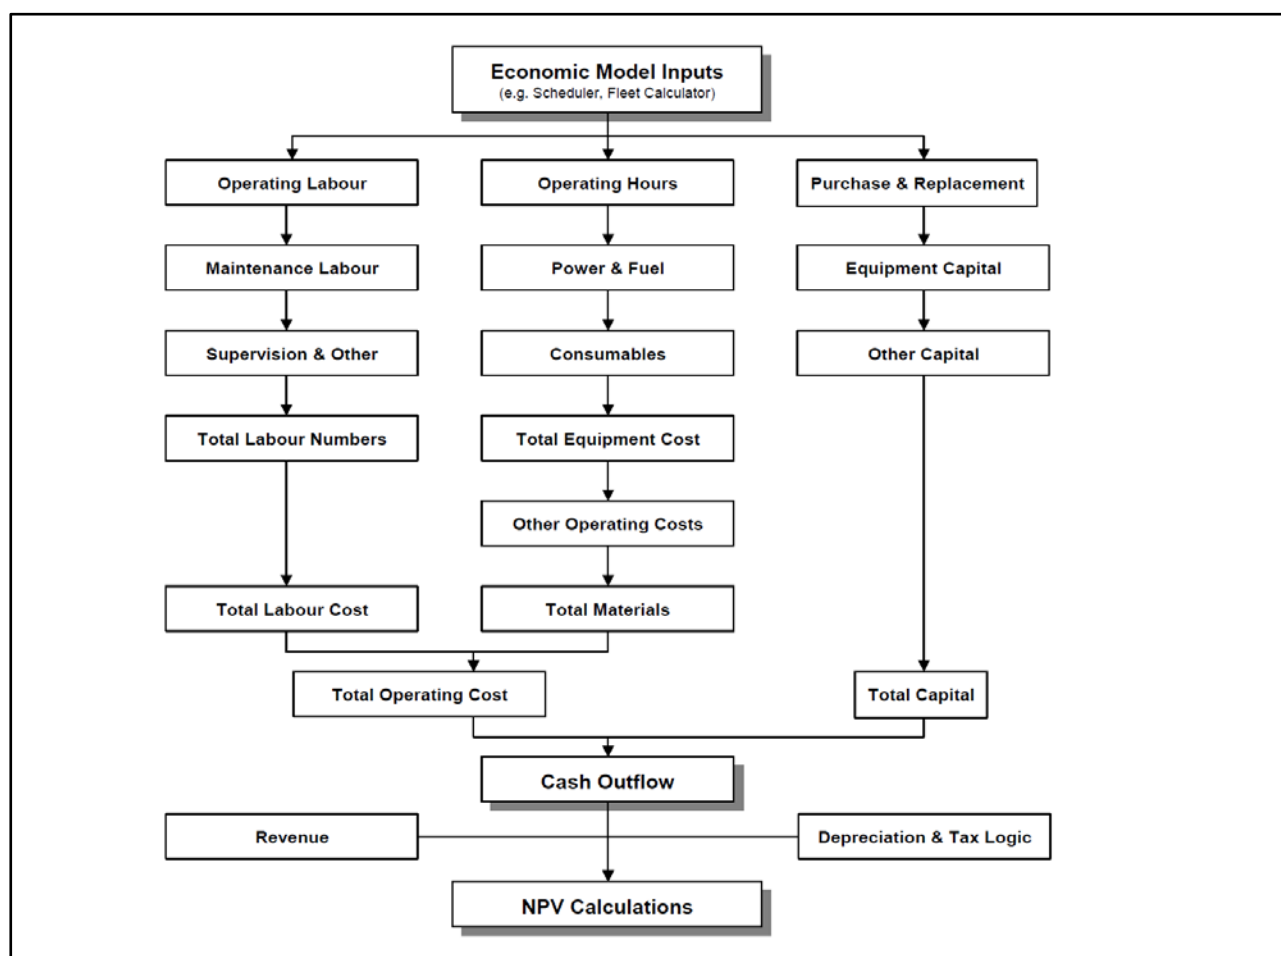 Economic Model Inputs
(e.g. Scheduler, Fleet Calculator)
Operating Labour
Operating Hours
Purchase & Replacement
Maintenance Labour
Power & Fuel
Equipment Capital
Supervision & Other
Consumables
Other Capital
Total Labour Numbers
Total Equipment Cost
Other Operating Costs
Total Labour Cost
Total Materials
Total Operating Cost
Total Capital
Cash Outflow
Revenue
Depreciation & Tax Logic
NPV Calculations